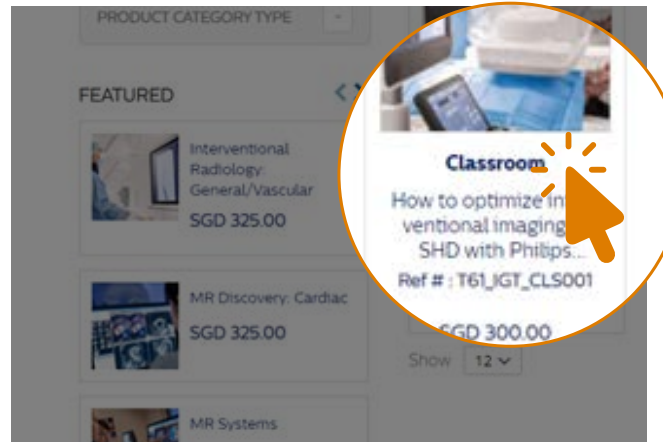 PRODUCT CATEGORY TYPE
-
FEATURED
Interventional
Radiology:
General/Vascular
SGD 325.00
MR Discovery: Cardiac
SGD 325.00
MR Systems
Classroom
How to optimize
ventional imaging
SHD with Philips...
Ref # : T61_IGT_CLS001
SGD 300.00
Show 12